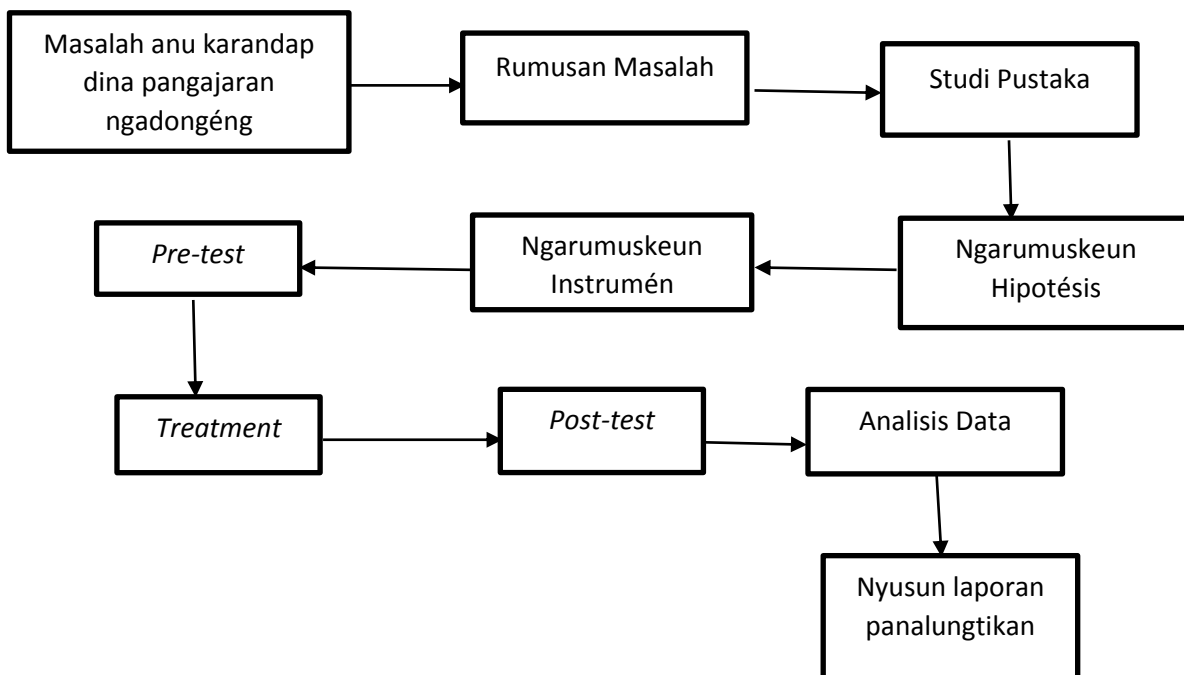 Masalah anu karandap
dina pangajaran
ngadongéng
Rumusan Masalah
Studi Pustaka
Ngarumuskeun
Hipotésis
Ngarumuskeun
Instrumén
Pre-test
Treatment
Post-test
Analisis Data
Nyusun laporan
panalungtikan